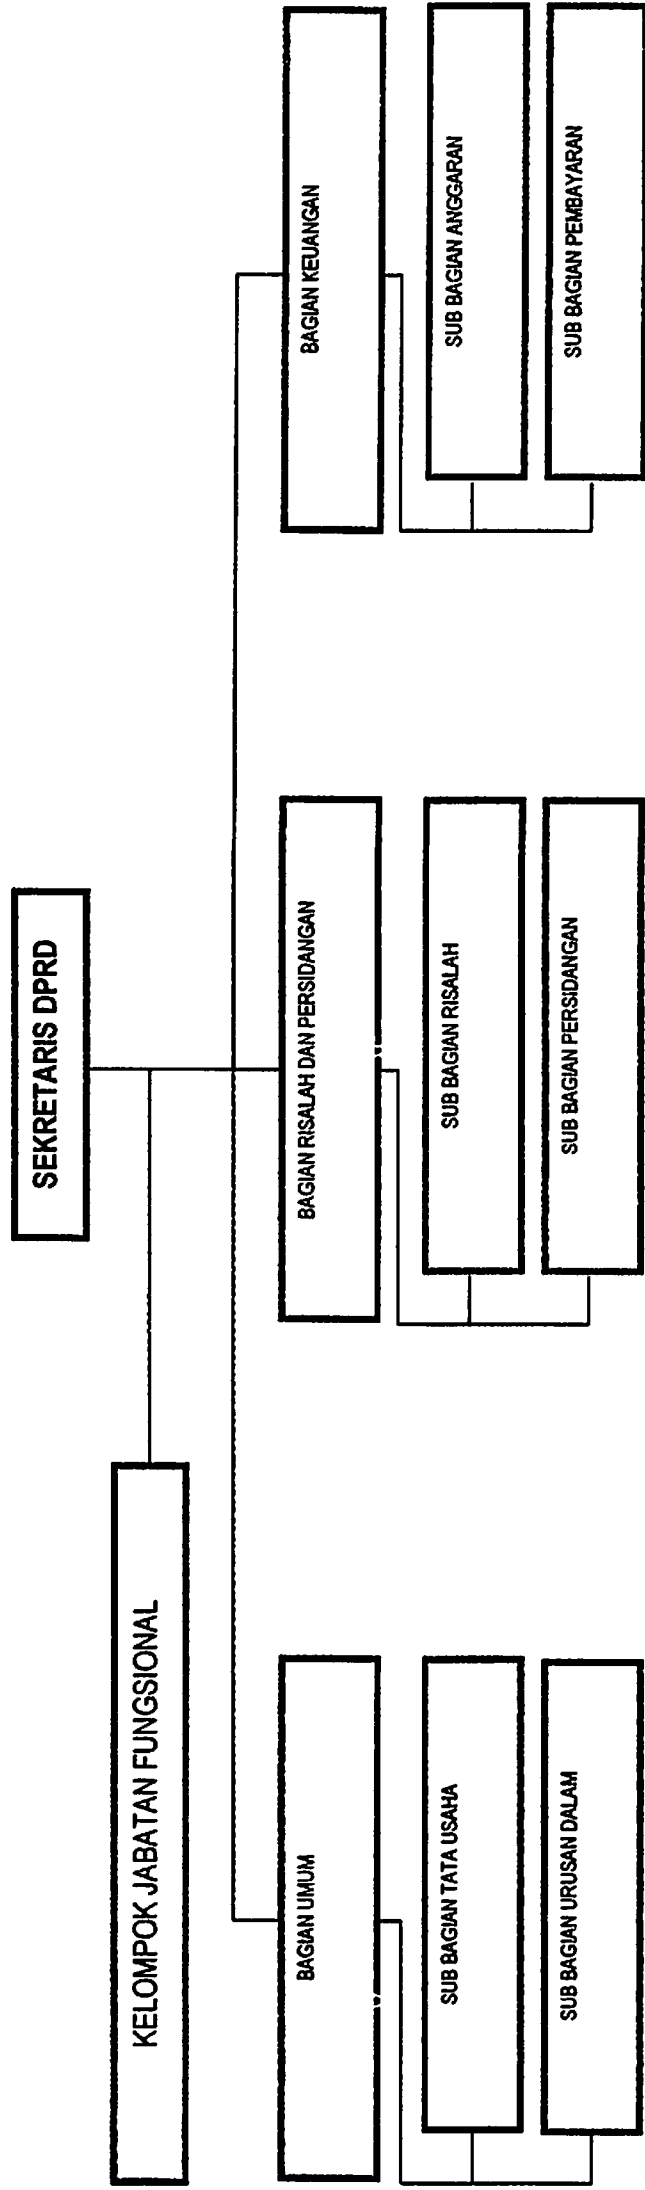 SEKRETARIS DPRD
KELOMPOK JABATAN FUNGSIONAL
BAGIAN UMUM
BAGIAN RISALAH DAN PERSIDANGAN
BAGIAN KEUANGAN
SUB BAGIAN TATA USAHA
SUB BAGIAN RISALAH
SUB BAGIAN ANGGARAN
SUB BAGIAN URUSAN DALAM
SUB BAGIAN PERSIDANGAN
SUB BAGIAN PEMBAYARAN